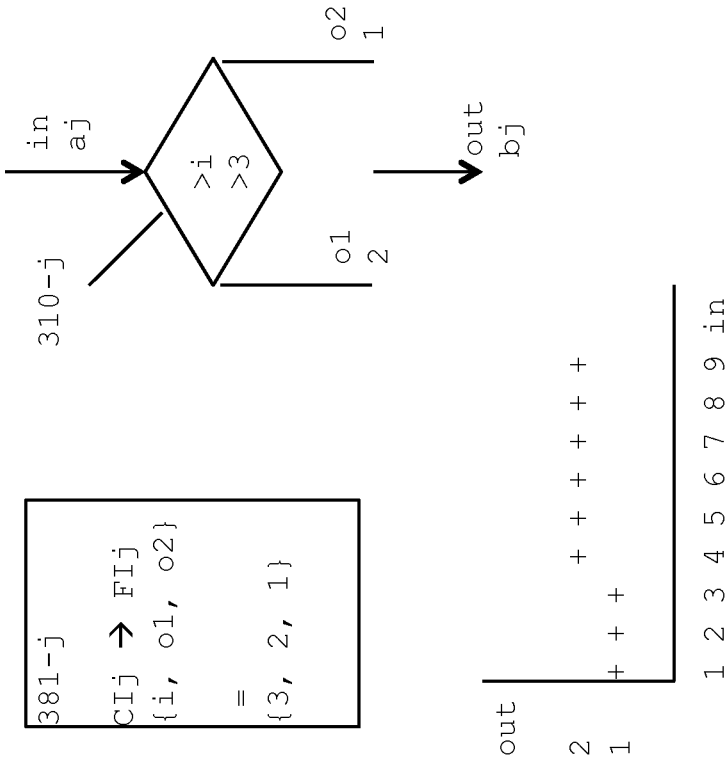 381-j
CIj → FIj
{i, o1, o2}
=
{3, 2, 1}
310-j
in
aj
>i
>3
o1
2
o2
1
out
bj
out
2
1
+ + + + + +
+ + +
1 2 3 4 5 6 7 8 9 in